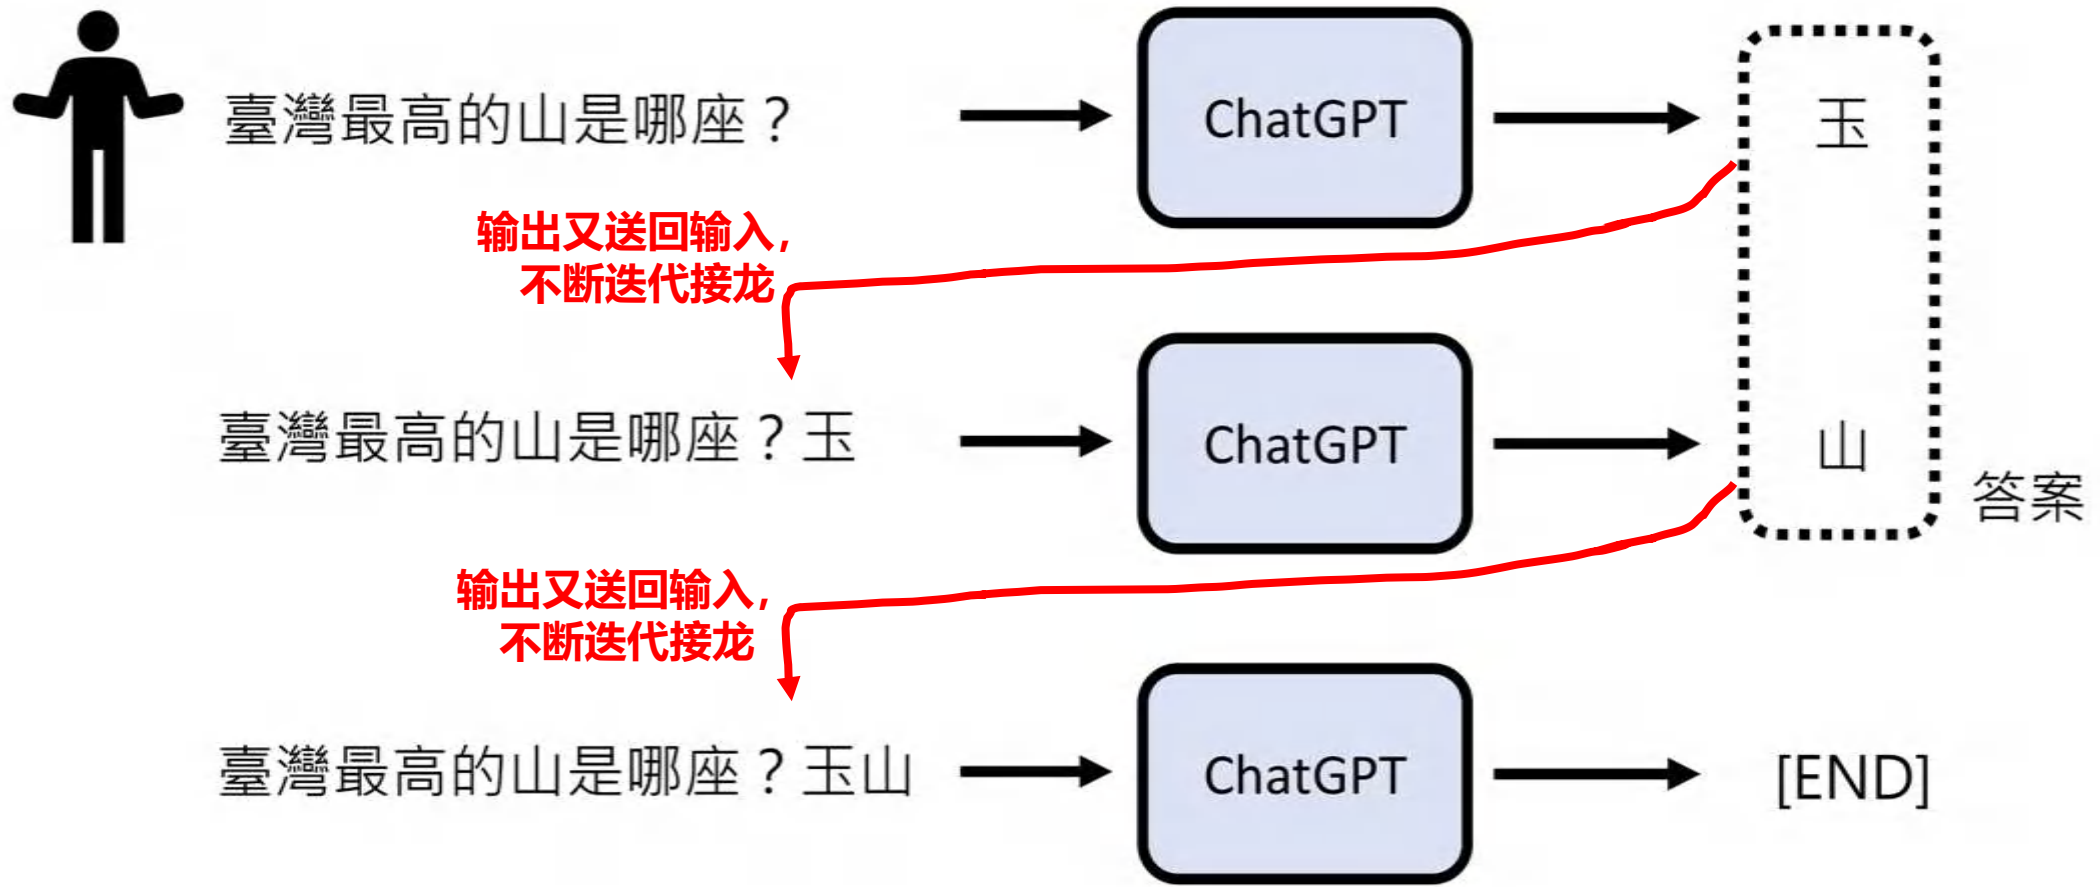 臺灣最高的山是哪座？
ChatGPT
玉
输出又送回输入，
不断迭代接龙
臺灣最高的山是哪座？玉
ChatGPT
山
答案
输出又送回输入，
不断迭代接龙
臺灣最高的山是哪座？玉山
ChatGPT
[END]